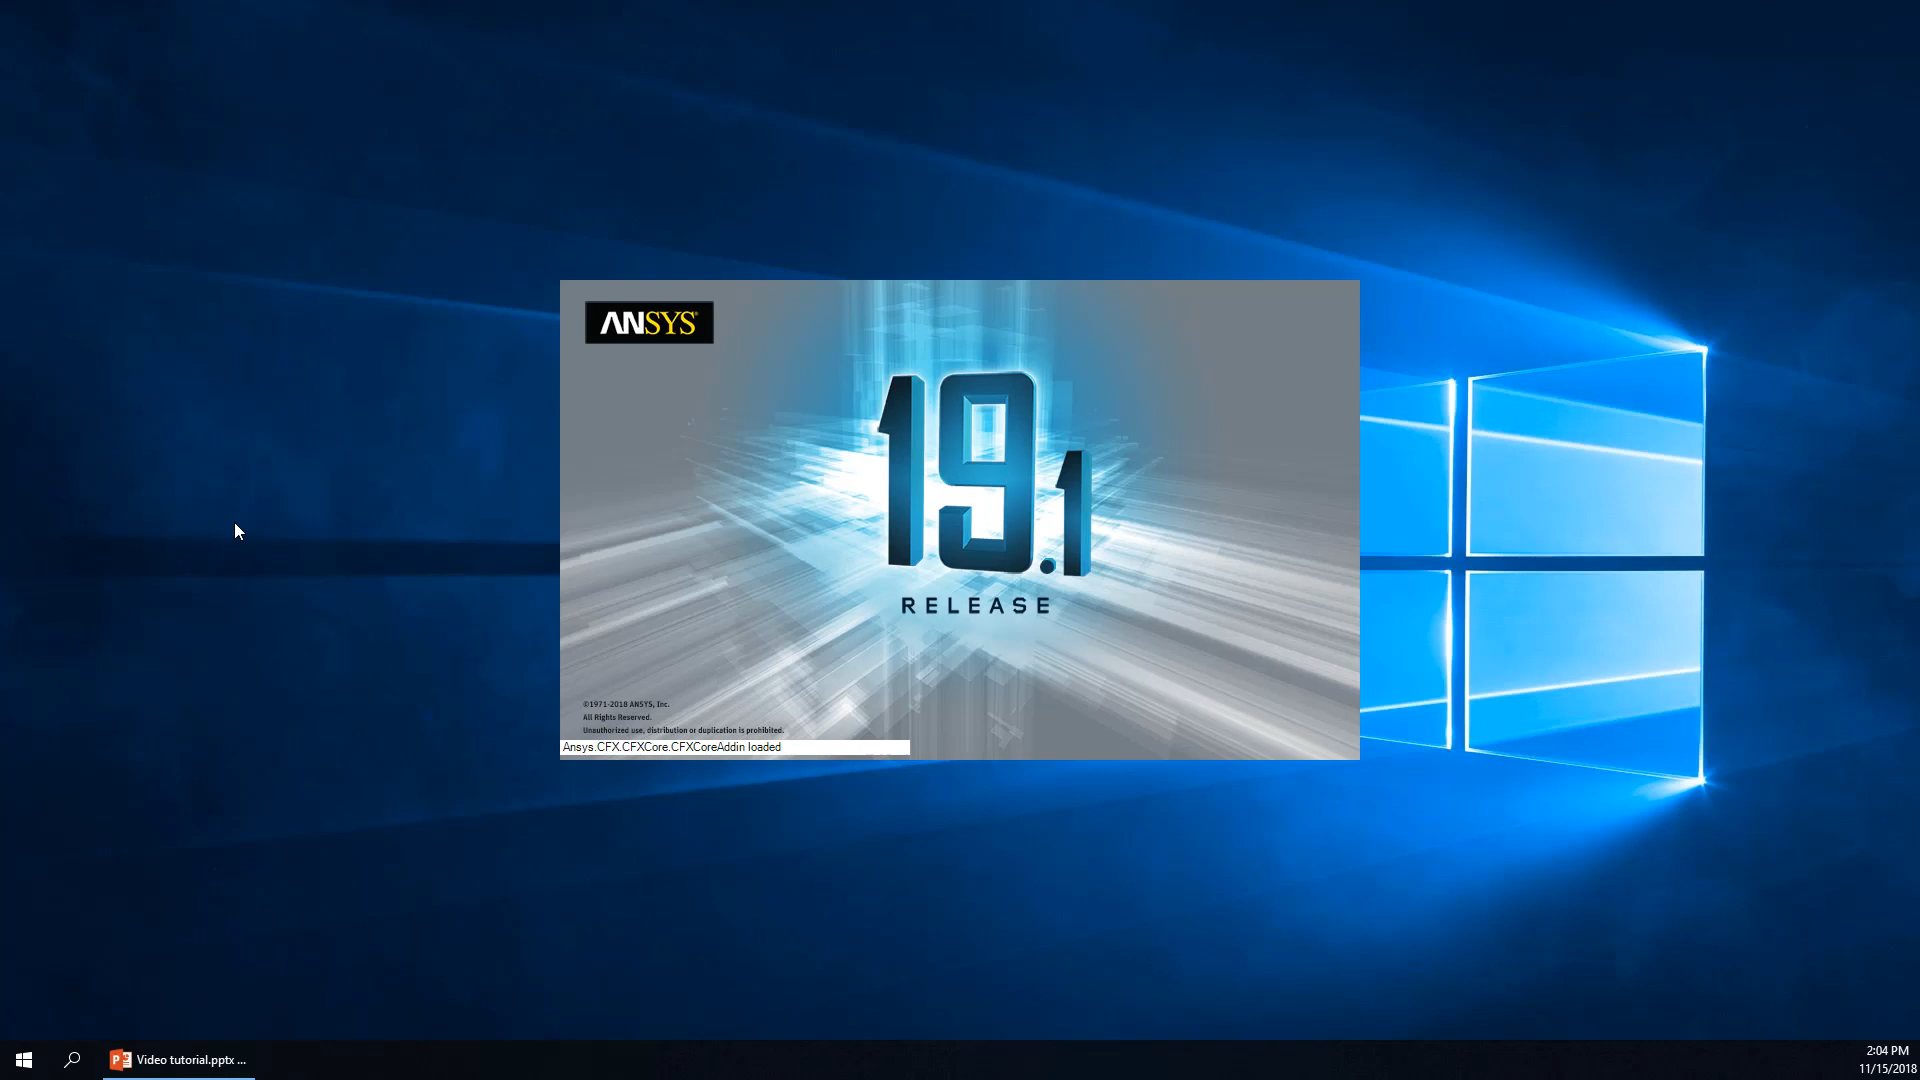 ANSYS
19.1
RELEASE
©1971-2018 ANSYS, Inc.
All Rights Reserved.
Unauthorized use, distribution or duplication is prohibited.
Ansys.CFX.CFXCore.CFXCoreAddin loaded
Video tutorial.pptx ...
2:04 PM
11/15/2018